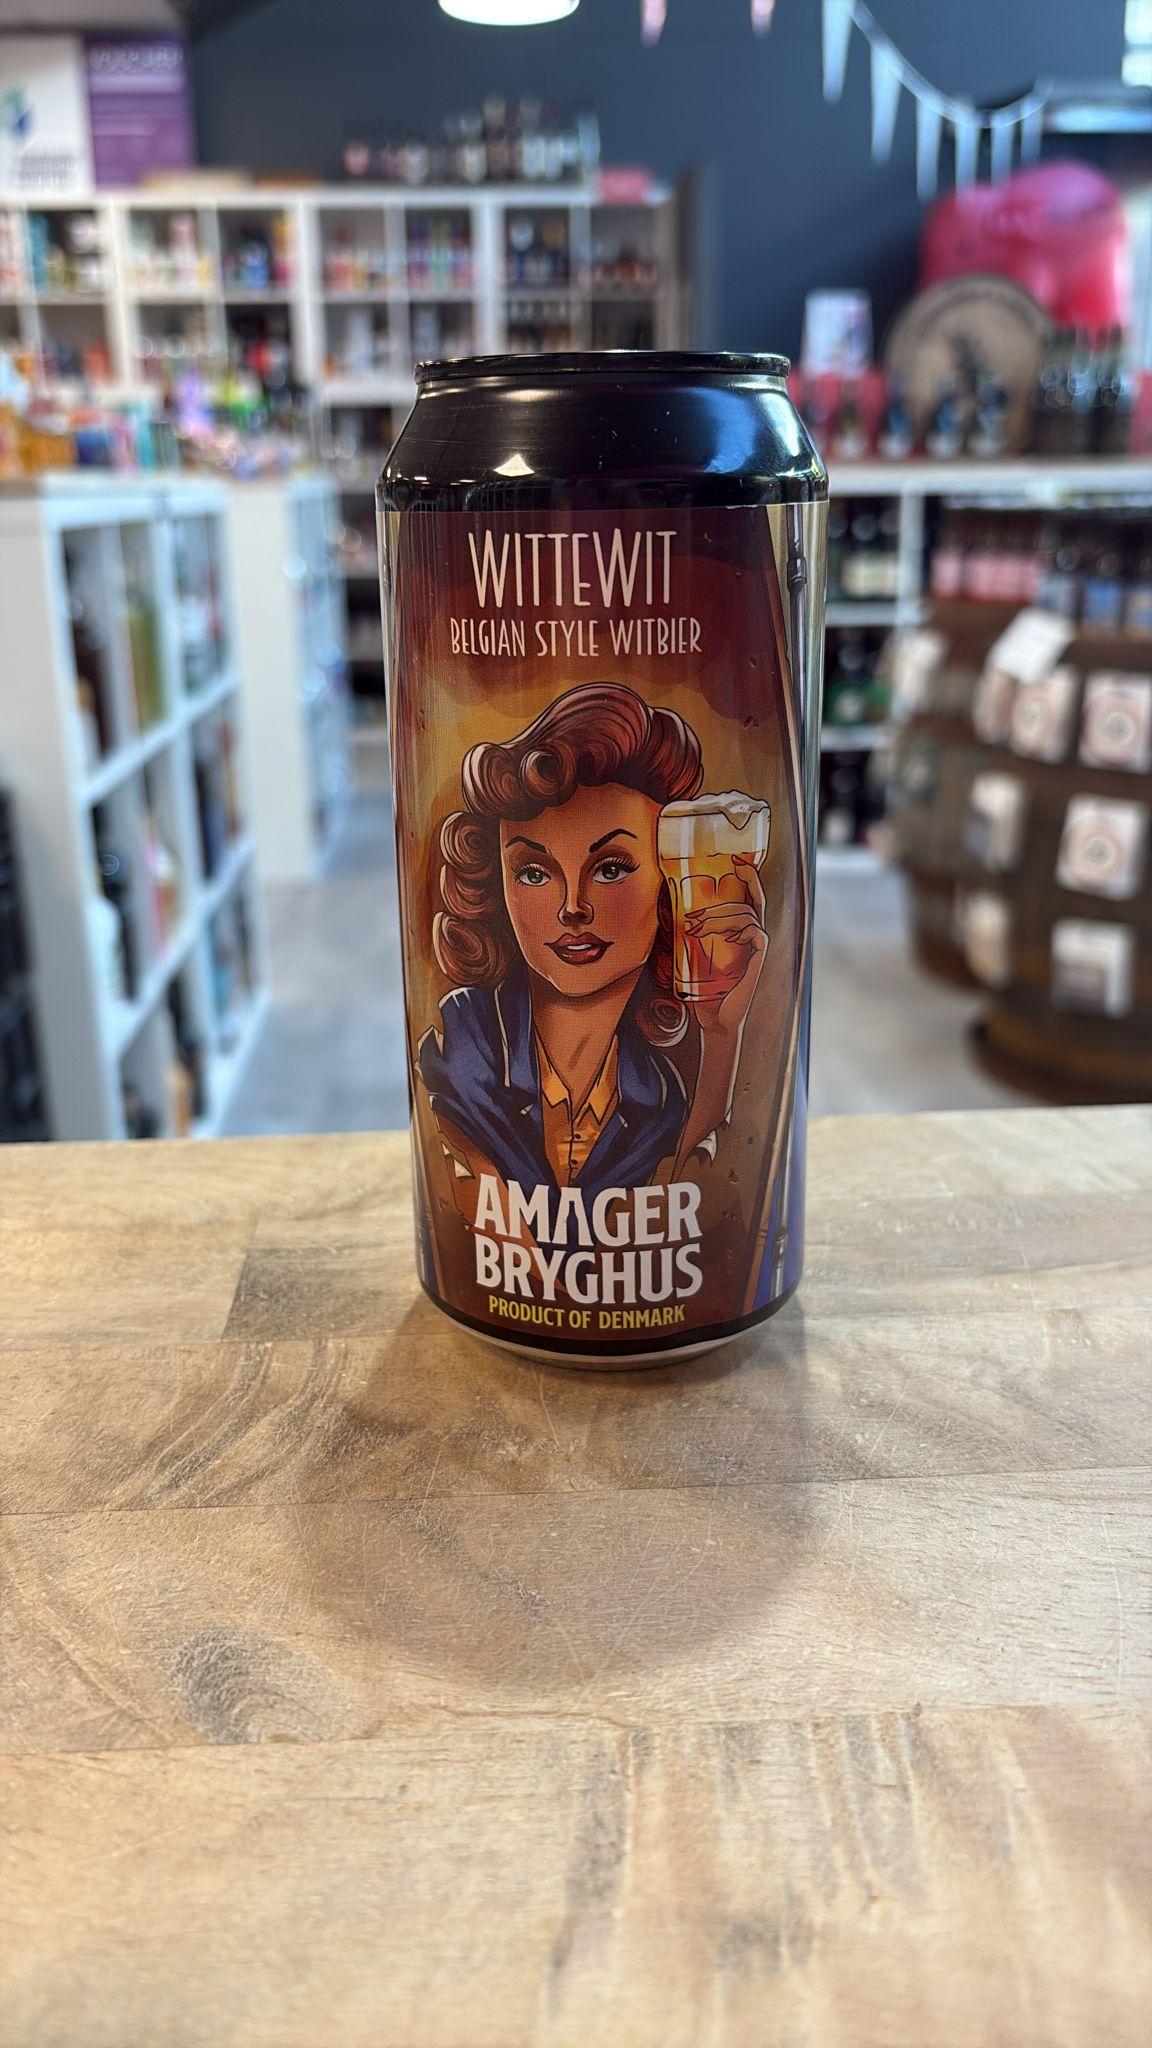 WITTEWIT
BELGIAN STYLE WITBIER
AMAGER
BRYGHUS
PRODUCT OF DENMARK